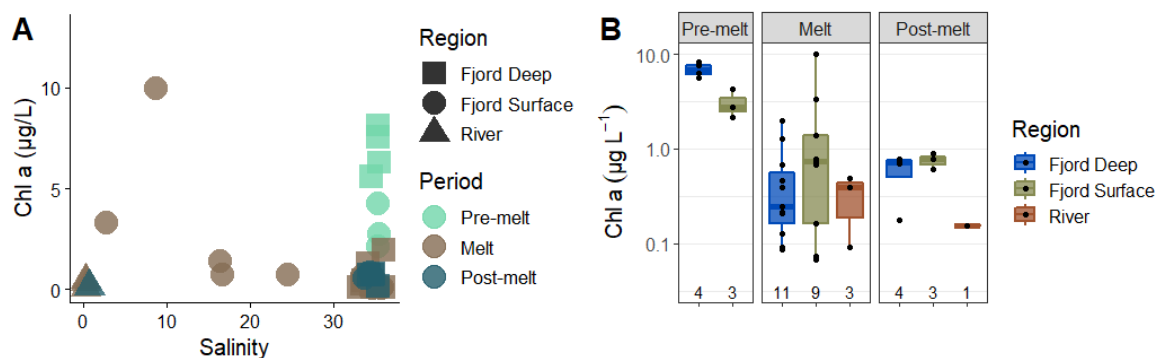 A
Chl a (µg/L)
10
5
0
0
10
20
30
Salinity
Region
Fjord Deep
Fjord Surface
River
Period
Pre-melt
Melt
Post-melt
B
Pre-melt
Melt
Post-melt
Chl a (µg L⁻¹)
10.0
1.0
0.1
4 3 11 9 3 4 3 1
Region
Fjord Deep
Fjord Surface
River